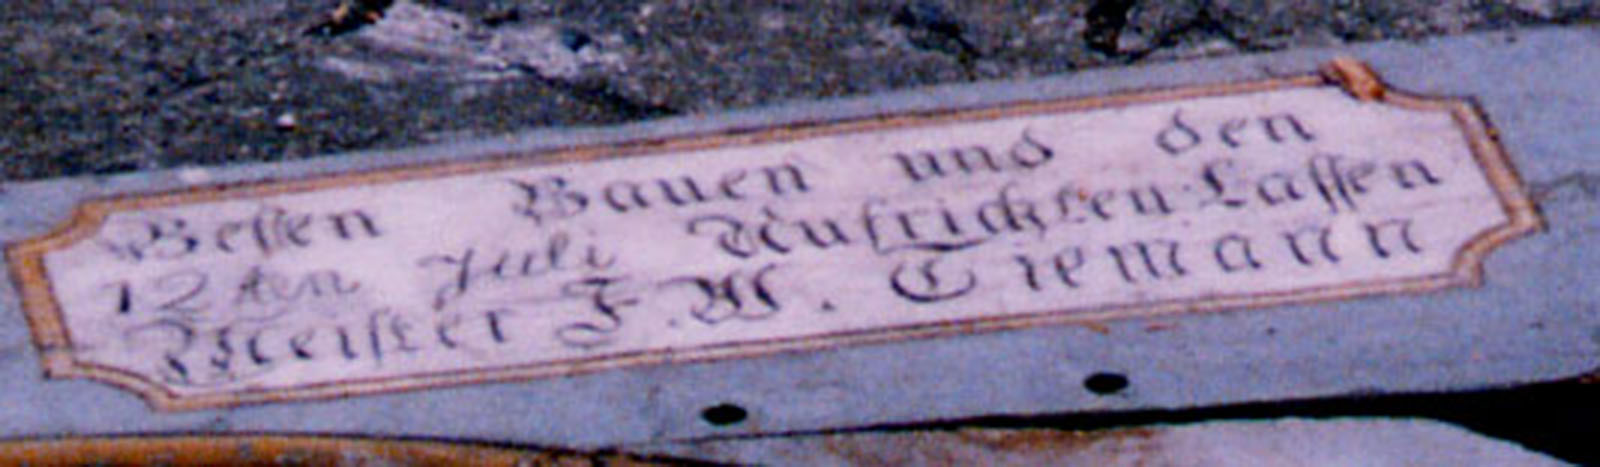 Bessen Bauen und den
12ten Juli Aufrichten Lassen
Meister F. W. Tiemann